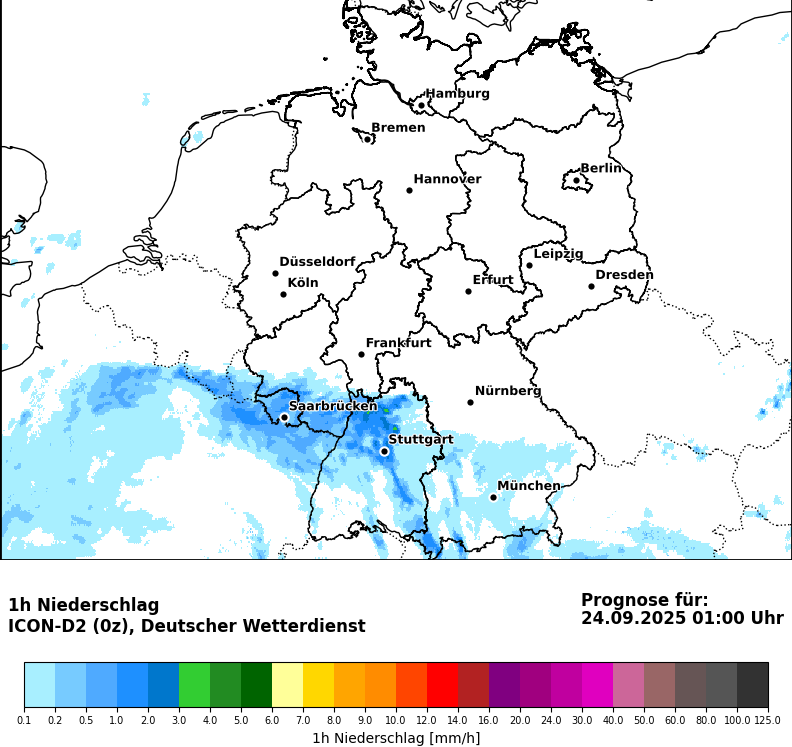 Hamburg
Bremen
Berlin
Hannover
Leipzig
Düsseldorf
Dresden
Köln
Erfurt
Frankfurt
Nürnberg
Saarbrücken
Stuttgart
München
1h Niederschlag
ICON-D2 (0z), Deutscher Wetterdienst
Prognose für:
24.09.2025 01:00 Uhr
0.1 0.2 0.5 1.0 2.0 3.0 4.0 5.0 6.0 7.0 9.0 10.0 12.0 14.0 16.0 20.0 24.0 30.0 40.0 50.0 60.0 80.0 100.0 125.0
1h Niederschlag [mm/h]